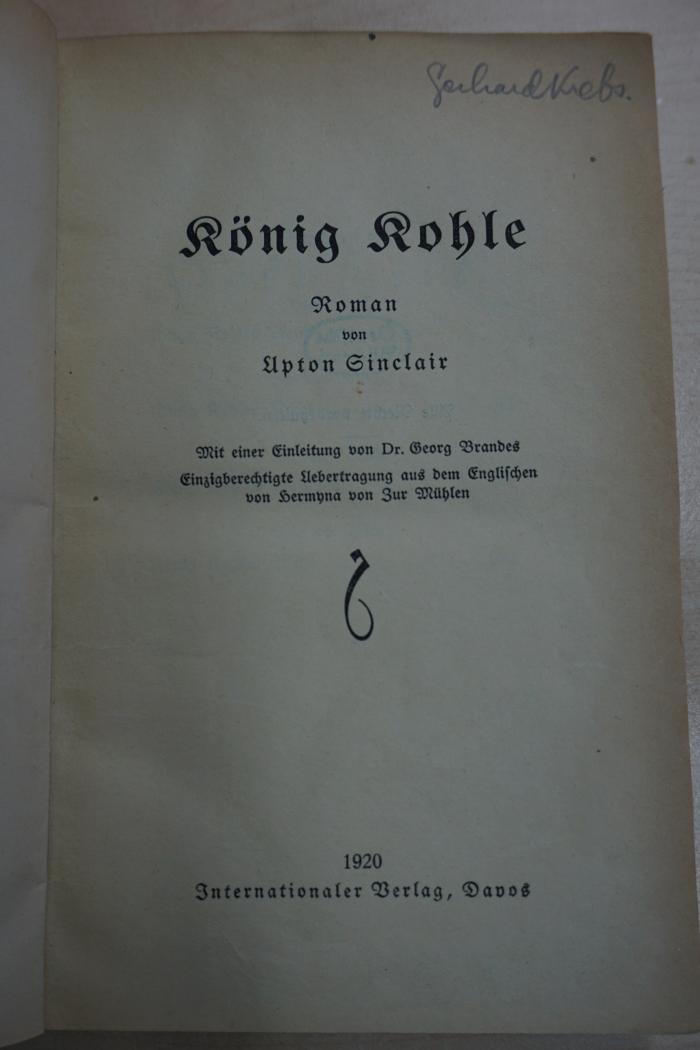 Gerhard Krebs.
König Kohle
Roman
von
Upton Sinclair
Mit einer Einleitung von Dr. Georg Brandes
Einzigberechtigte Uebertragung aus dem Englischen
von Hermyna von Zur Mühlen
1920
Internationaler Verlag, Davos